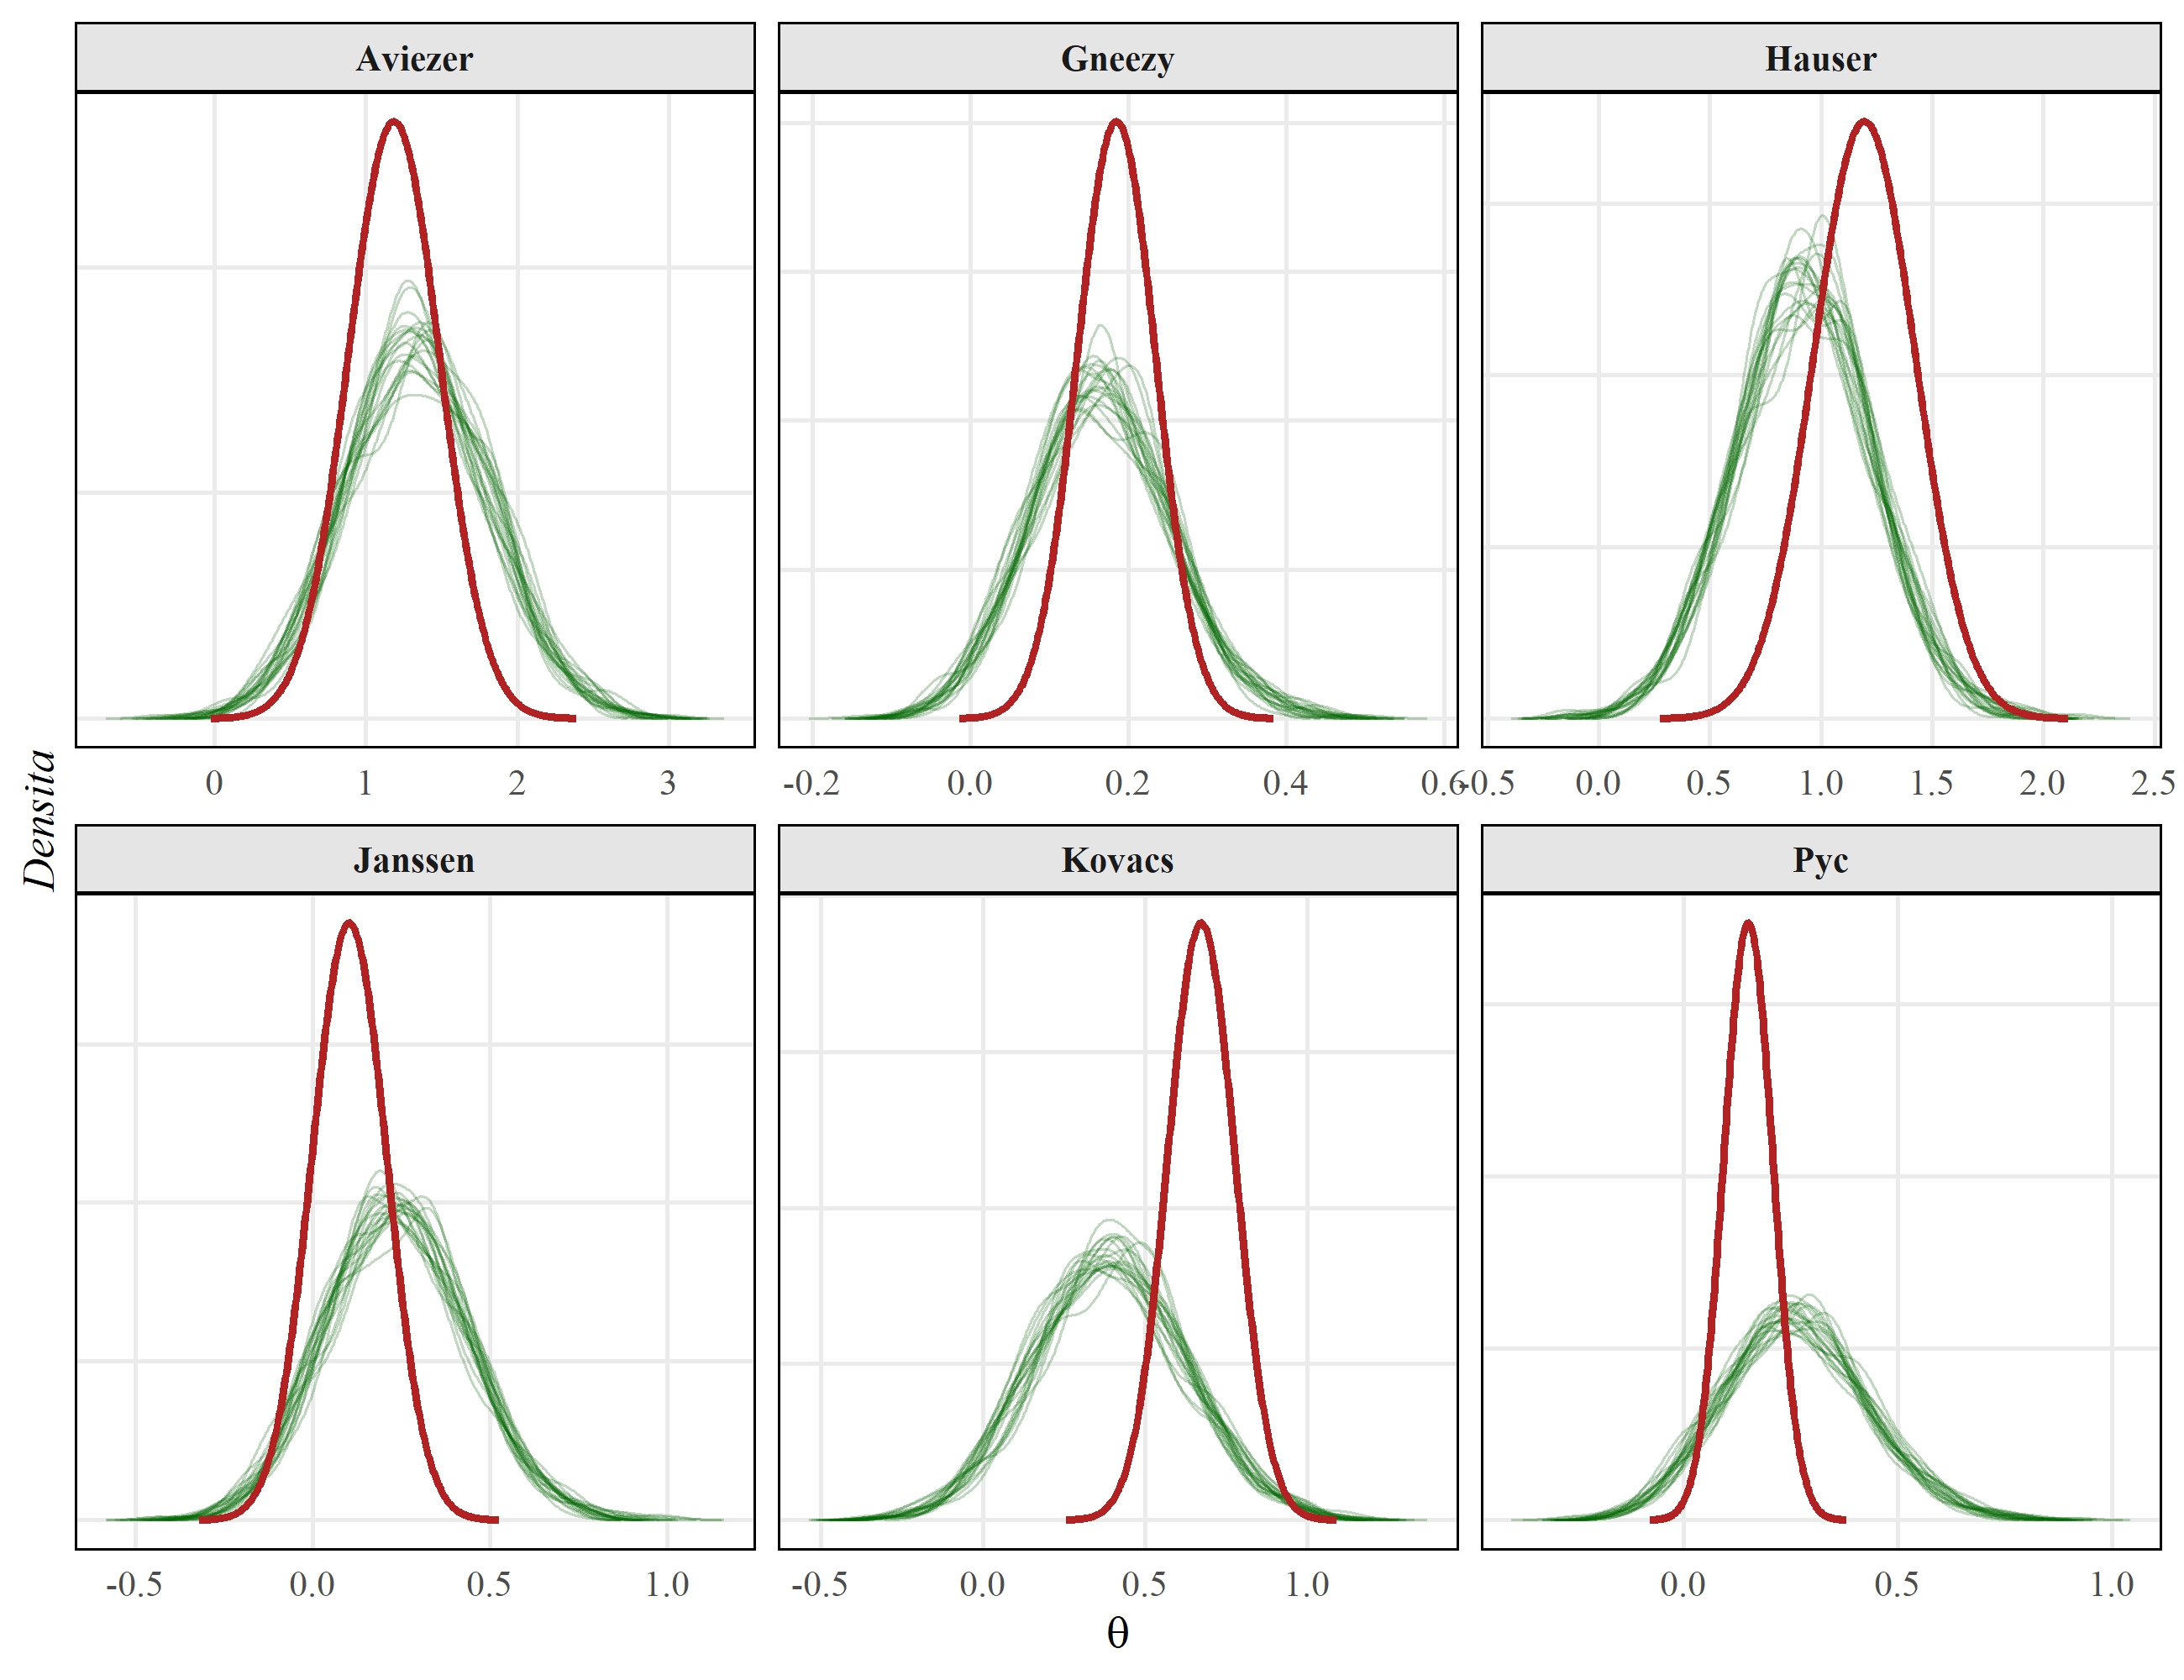 Aviezer Gneezy Hauser
Densita
0 1 2 3 -0.2 0.0 0.2 0.4 0.6 -0.5 0.0 0.5 1.0 1.5 2.0 2.5
Janssen Kovacs Pyc
-0.5 0.0 0.5 1.0 -0.5 0.0 0.5 1.0 0.0 0.5 1.0
θ